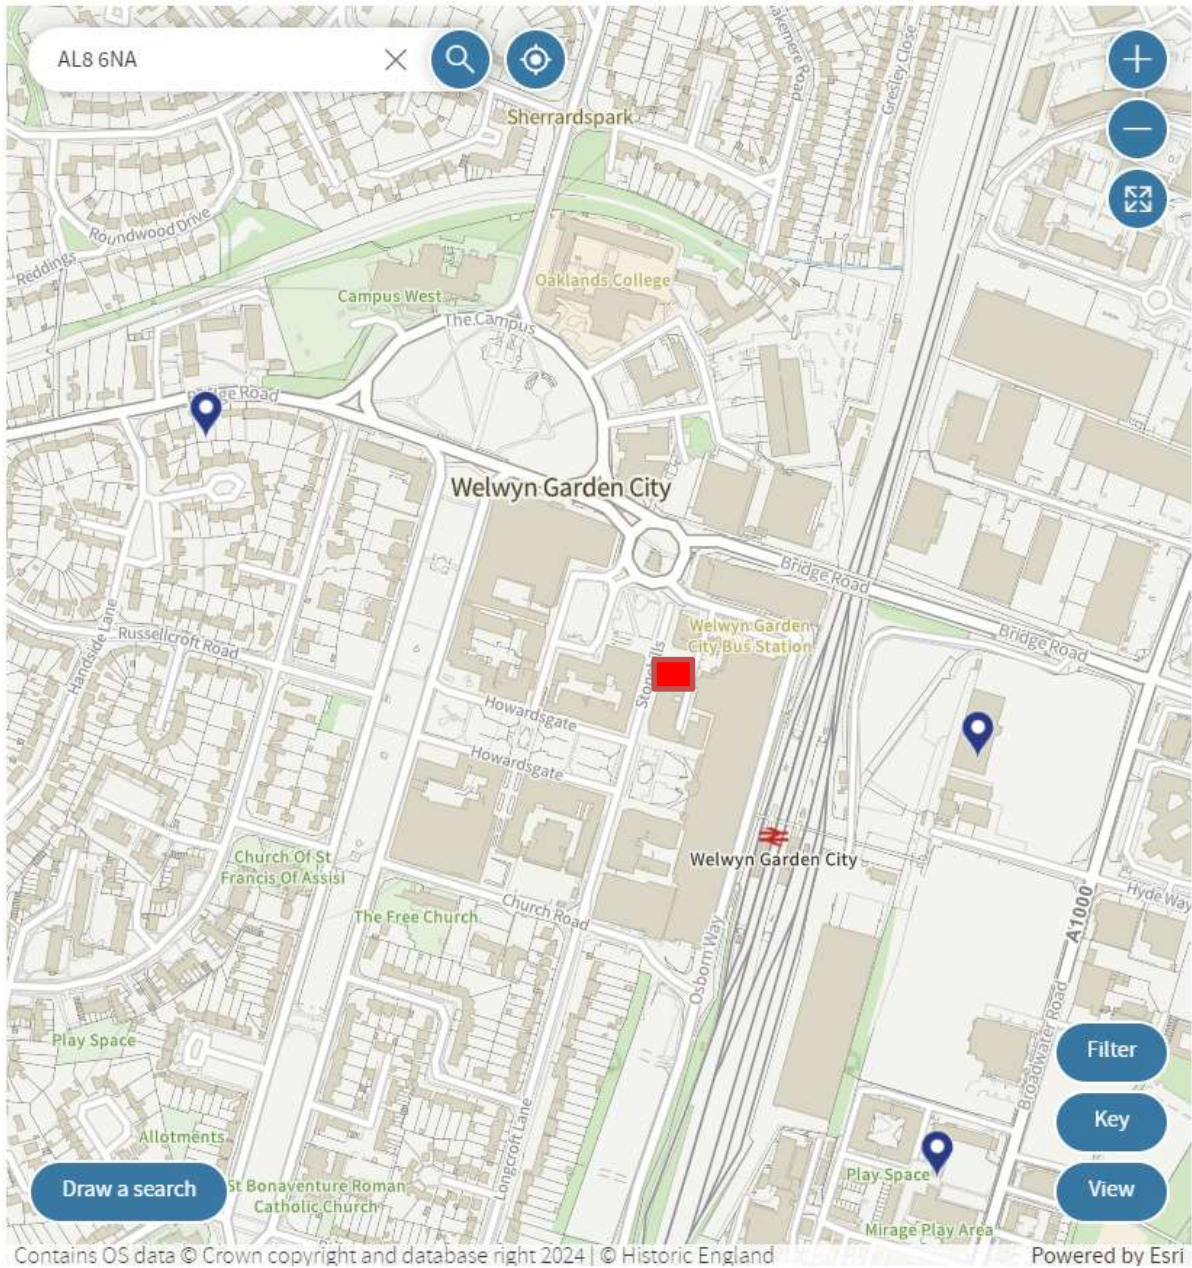 AL8 6NA
Sherrardspark
Gresley Close
Roundwood Drive
Reddings
Oaklands College
Campus West
The Campus
Bridge Road
Welwyn Garden City
Bridge Road
Welwyn Garden
City Bus Station
Bridge Road
Handside Lane
Russellcroft Road
Stonehills
Howardsgate
Howardsgate
Welwyn Garden City
Church Of St
Francis Of Assisi
The Free Church
Church Road
Hyde Way
A1000
Osborn Way
Broadwater Road
Play Space
Filter
Key
View
Allotments
Longcroft Lane
Play Space
Draw a search
St Bonaventure Roman
Catholic Church
Mirage Play Area
Contains OS data © Crown copyright and database right 2024 | © Historic England
Powered by Esri